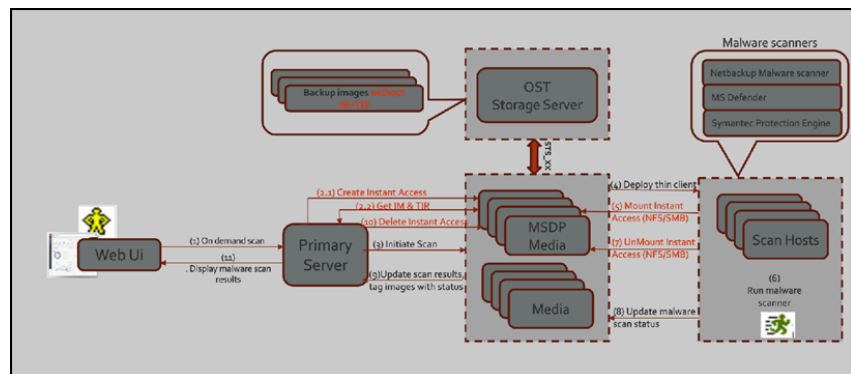 Malware scanners
Netbackup Malware scanner
MS Defender
Symantec Protection Engine
Backup images without
IM+TIR
OST
Storage Server
STS_XX
(2.1) Create Instant Access
(2.2) Get IM & TIR
(10) Delete Instant Access
(4) Deploy thin client
(5) Mount Instant
Access (NFS/SMB)
MSDP
Media
(1) On demand scan
Web Ui
Primary
Server
(3) Initiate Scan
(7) UnMount Instant
Access (NFS/SMB)
Scan Hosts
(11)
. Display malware scan
results
(9)Update scan results,
tag images with status
Media
(6)
Run malware
scanner
(8) Update malware
scan status